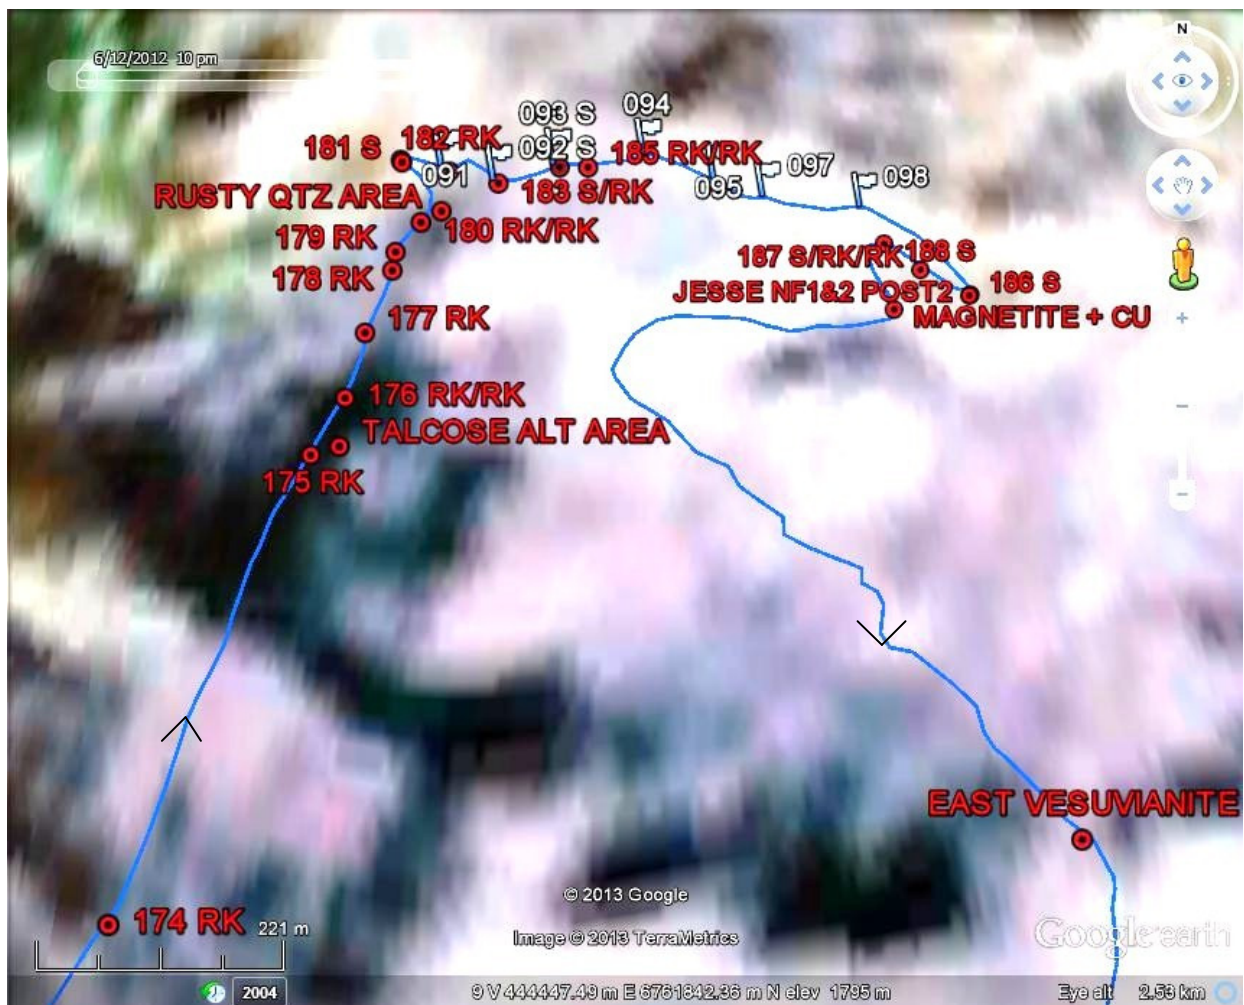 N
6/12/2012 10 pm
094
093 S
182 RK
092 S
181 S
185 RK/RK
091
097
095
098
183 S/RK
RUSTY QTZ AREA
180 RK/RK
179 RK
187 S/RK/RK
188 S
178 RK
186 S
JESSE NF1&2 POST2
MAGNETITE + CU
177 RK
176 RK/RK
TALCOSE ALT AREA
175 RK
EAST VESUVIANITE
© 2013 Google
174 RK
221 m
Image © 2013 TerraMetrics
Google earth
2004
9 V 444447.49 m E 6761842.36 m N elev 1795 m
Eye alt 2.53 km